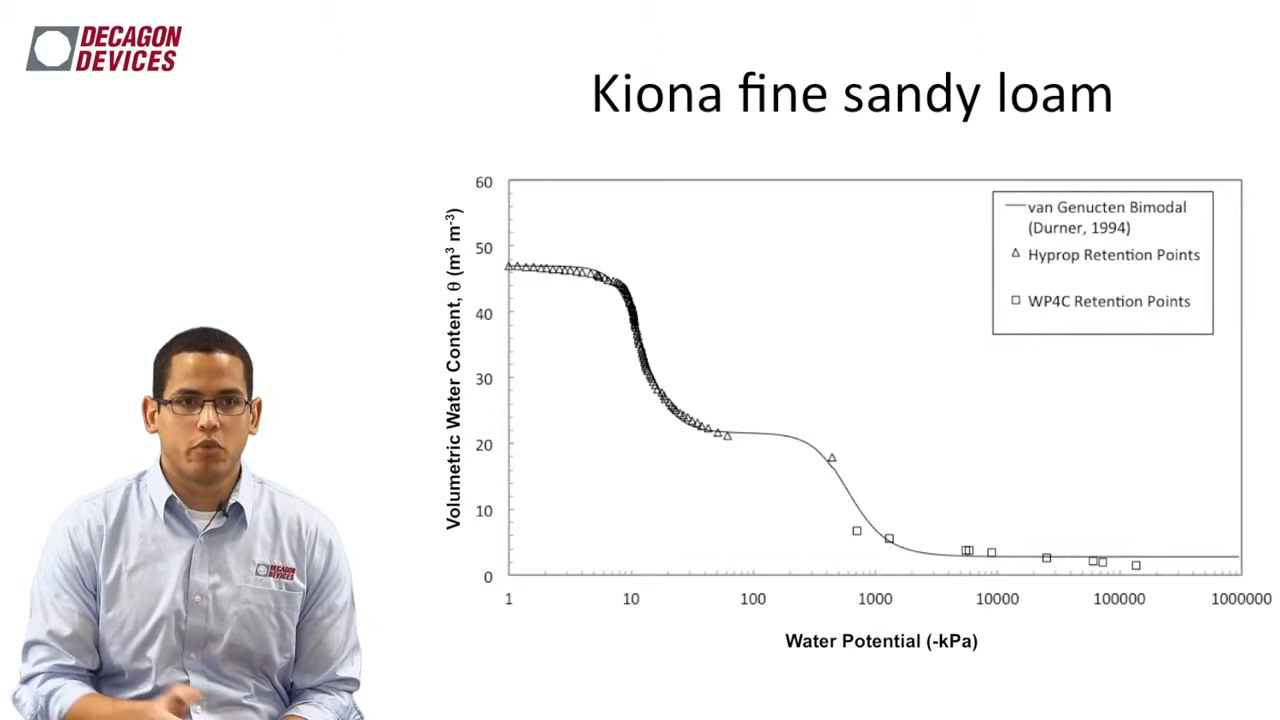 DECAGON
DEVICES
Kiona fine sandy loam
60
50
40
30
20
10
0
Volumetric Water Content, θ (m³ m⁻³)
van Genucten Bimodal
(Durner, 1994)
Hyprop Retention Points
WP4C Retention Points
1
10
100
1000
10000
100000
1000000
Water Potential (-kPa)
DECAGON
DEVICES